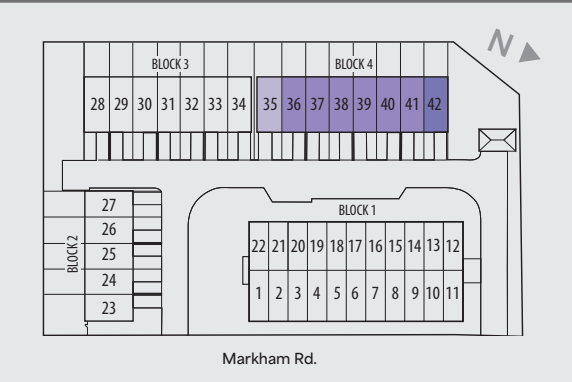 N
BLOCK 3 BLOCK 4
28 29 30 31 32 33 34 35 36 37 38 39 40 41 42
BLOCK 2
27
26
25
24
23
BLOCK 1
22 21 20 19 18 17 16 15 14 13 12
1 2 3 4 5 6 7 8 9 10 11
Markham Rd.